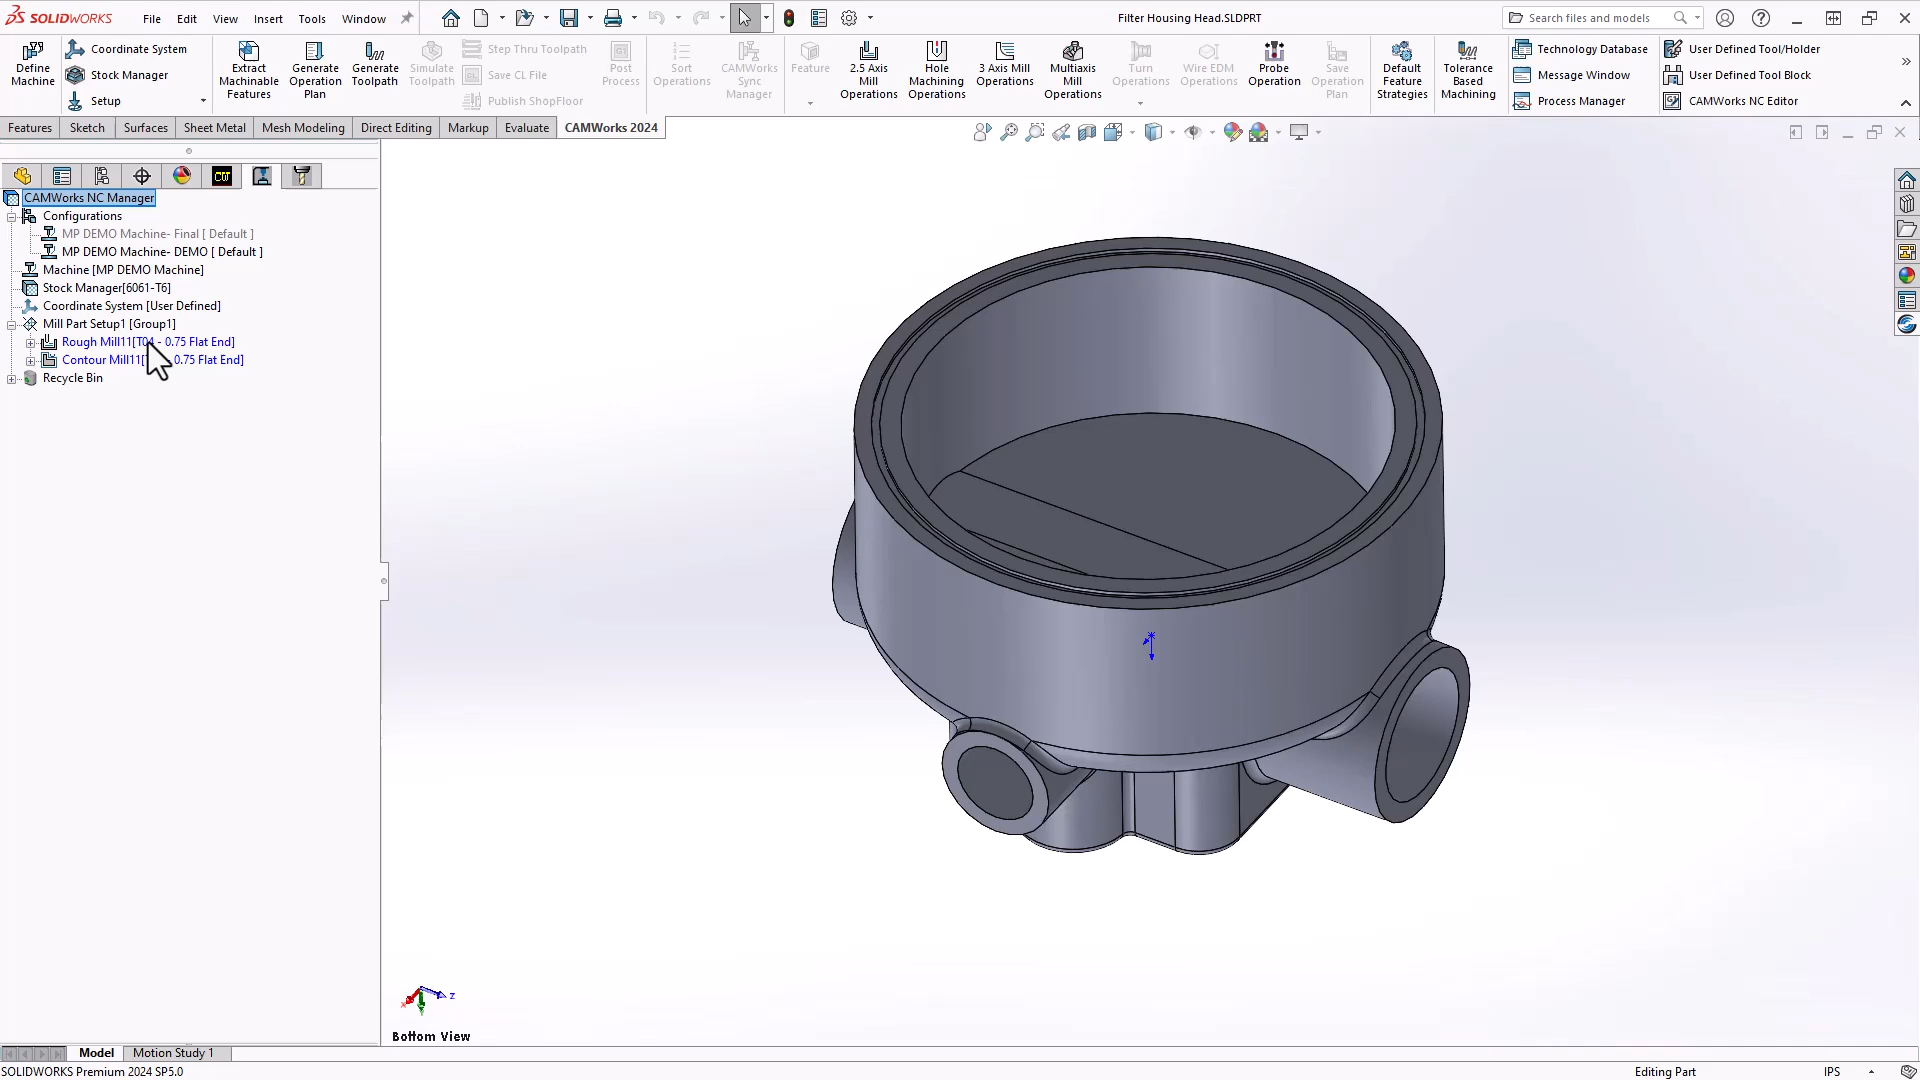 SOLIDWORKS
File Edit View Insert Tools Window
Filter Housing Head.SLDPRT
Search files and models
Define Machine
Coordinate System
Stock Manager
Setup
Extract Machinable Features
Generate Operation Plan
Generate Toolpath
Simulate Toolpath
Step Thru Toolpath
Save CL File
Publish ShopFloor
Post Process
Sort Operations
CAMWorks Sync Manager
Feature
2.5 Axis Mill Operations
Hole Machining Operations
3 Axis Mill Operations
Multiaxis Mill Operations
Turn Operations
Wire EDM Operations
Probe Operation
Save Operation Plan
Default Feature Strategies
Tolerance Based Machining
Technology Database
Message Window
Process Manager
User Defined Tool/Holder
User Defined Tool Block
CAMWorks NC Editor
Features Sketch Surfaces Sheet Metal Mesh Modeling Direct Editing Markup Evaluate CAMWorks 2024
CW
CAMWorks NC Manager
Configurations
MP DEMO Machine- Final [ Default ]
MP DEMO Machine- DEMO [ Default ]
Machine [MP DEMO Machine]
Stock Manager[6061-T6]
Coordinate System [User Defined]
Mill Part Setup1 [Group1]
Rough Mill11[T04 - 0.75 Flat End]
Contour Mill11[ 0.75 Flat End]
Recycle Bin
x z
Bottom View
Model Motion Study 1
SOLIDWORKS Premium 2024 SP5.0
Editing Part
IPS